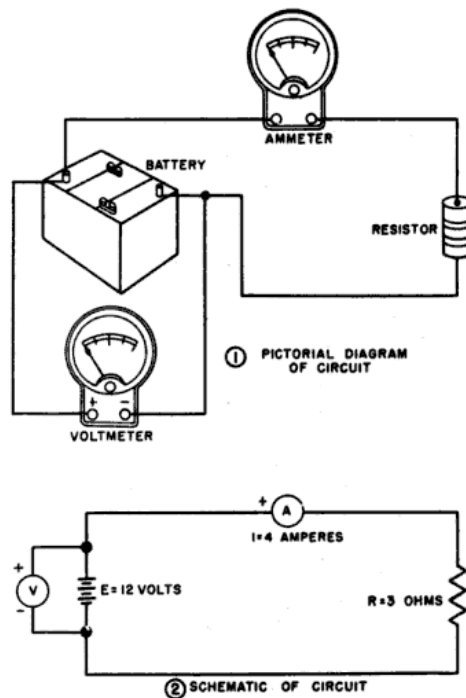 AMMETER
BATTERY
RESISTOR
+ -
VOLTMETER
1 PICTORIAL DIAGRAM
OF CIRCUIT
+
A
I=4 AMPERES
+
V
-
E=12 VOLTS
R=3 OHMS
2 SCHEMATIC OF CIRCUIT